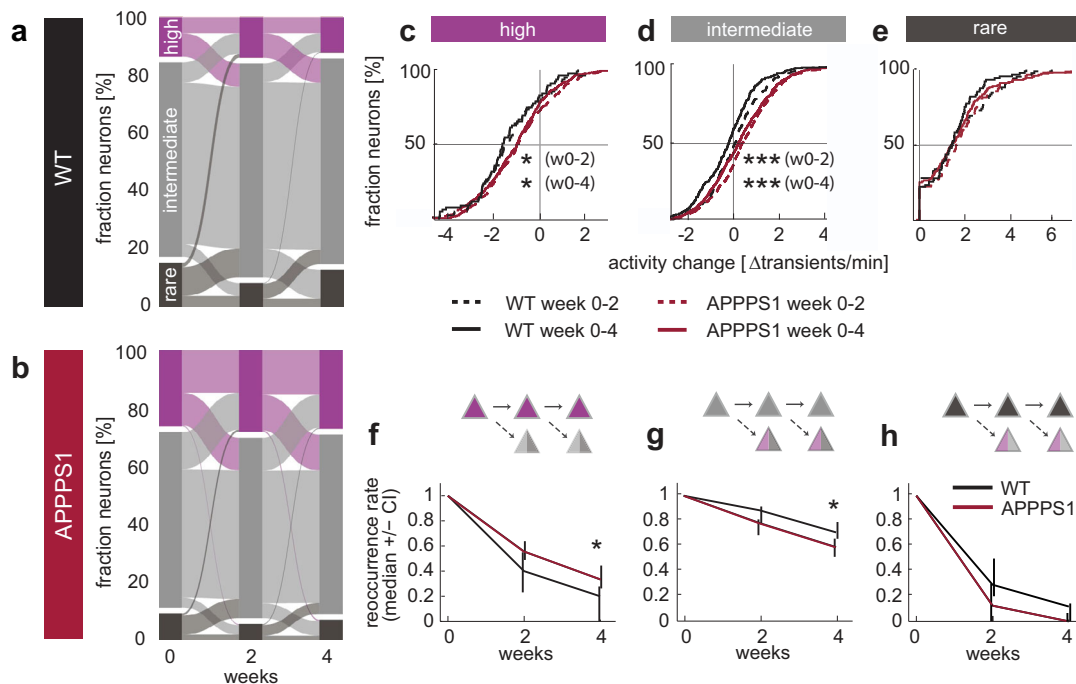 a
WT
fraction neurons [%]
100
80
60
40
20
0
high
intermediate
rare
b
APPPS1
fraction neurons [%]
100
80
60
40
20
0
0
2
4
weeks
c
high
d
intermediate
e
rare
fraction neurons [%]
100
50
* (w0-2)
* (w0-4)
-4
-2
0
2
100
50
*** (w0-2)
*** (w0-4)
-2
0
2
4
100
50
0
2
4
6
activity change [ Δtransients/min]
WT week 0-2
APPPS1 week 0-2
WT week 0-4
APPPS1 week 0-4
f
reoccurrence rate
(median +/− CI)
1
0.8
0.6
0.4
0.2
0
*
0
2
4
weeks
g
1
0.8
0.6
0.4
0.2
0
*
0
2
4
weeks
h
1
0.8
0.6
0.4
0.2
0
WT
APPPS1
0
2
4
weeks